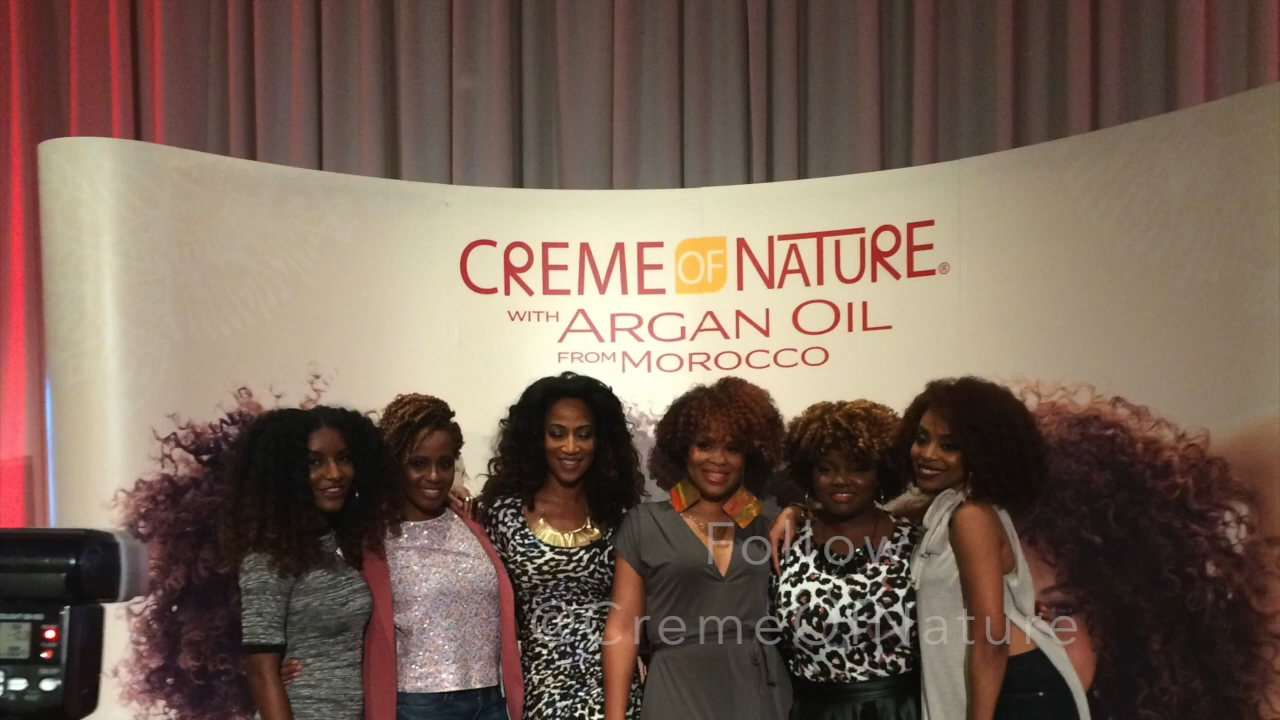 CREME OF NATURE®
WITH ARGAN OIL
FROM MOROCCO
Follow
@CremeOfNature